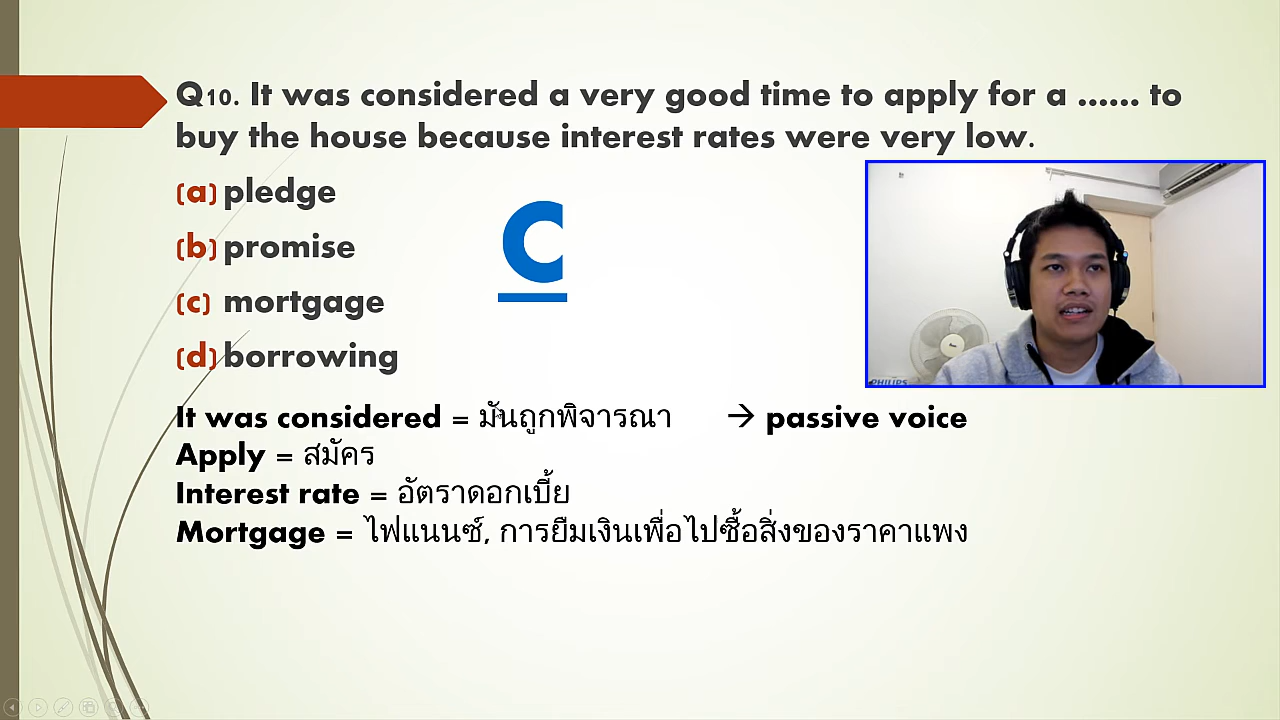 Q10. It was considered a very good time to apply for a ...... to
buy the house because interest rates were very low.
(a) pledge
(b) promise
(c) mortgage
(d) borrowing
C
It was considered = มันถูกพิจารณา → passive voice
Apply = สมัคร
Interest rate = อัตราดอกเบี้ย
Mortgage = ไฟแนนซ์, การยืมเงินเพื่อไปซื้อสิ่งของราคาแพง
PHILIPS